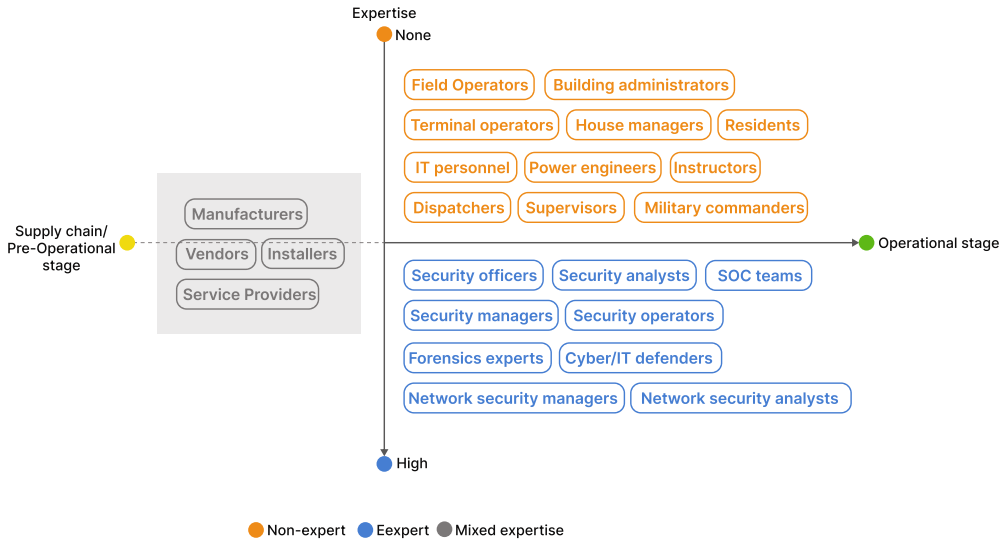 Expertise
None
Field Operators
Building administrators
Terminal operators
House managers
Residents
IT personnel
Power engineers
Instructors
Dispatchers
Supervisors
Military commanders
Supply chain/
Pre-Operational
stage
Manufacturers
Vendors
Installers
Service Providers
Operational stage
Security officers
Security analysts
SOC teams
Security managers
Security operators
Forensics experts
Cyber/IT defenders
Network security managers
Network security analysts
High
Non-expert
Eexpert
Mixed expertise